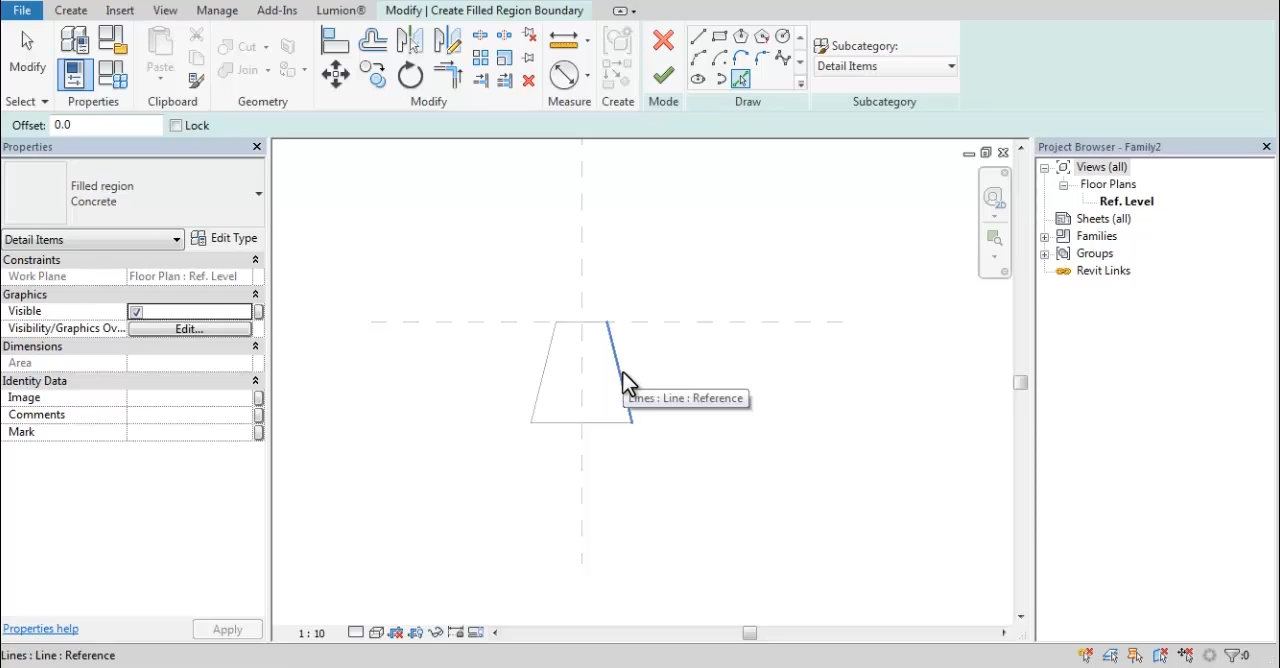 File Create Insert View Manage Add-Ins Lumion® Modify | Create Filled Region Boundary
Modify
Select
Properties
Paste
Clipboard
Cut
Join
Geometry
Modify
Measure
Create
Mode
Draw
Subcategory:
Detail Items
Subcategory
Offset: 0.0 Lock
Properties
Filled region
Concrete
Detail Items Edit Type
Constraints
Work Plane Floor Plan : Ref. Level
Graphics
Visible
Visibility/Graphics Ov... Edit...
Dimensions
Area
Identity Data
Image
Comments
Mark
Properties help Apply
2D
Lines : Line : Reference
1 : 10
Project Browser - Family2
Views (all)
Floor Plans
Ref. Level
Sheets (all)
Families
Groups
Revit Links
Lines : Line : Reference
:0